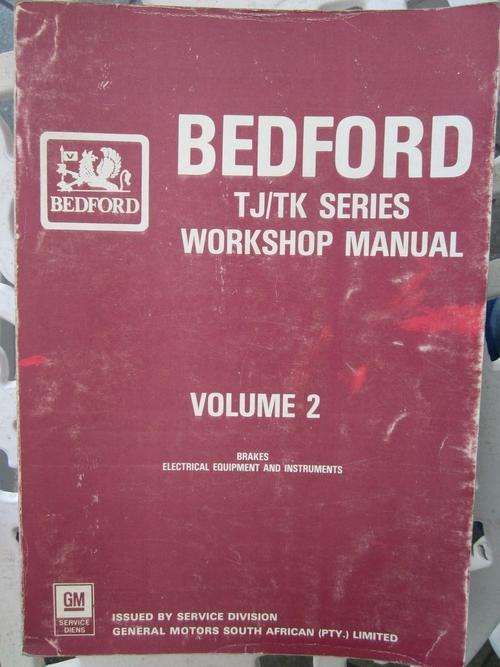 BEDFORD
BEDFORD
TJ/TK SERIES
WORKSHOP MANUAL
VOLUME 2
BRAKES
ELECTRICAL EQUIPMENT AND INSTRUMENTS
GM
SERVICE
DIENS
ISSUED BY SERVICE DIVISION
GENERAL MOTORS SOUTH AFRICAN (PTY.) LIMITED